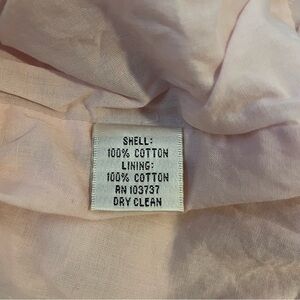 SHELL:
100% COTTON
LINING:
100% COTTON
RN 103737
DRY CLEAN